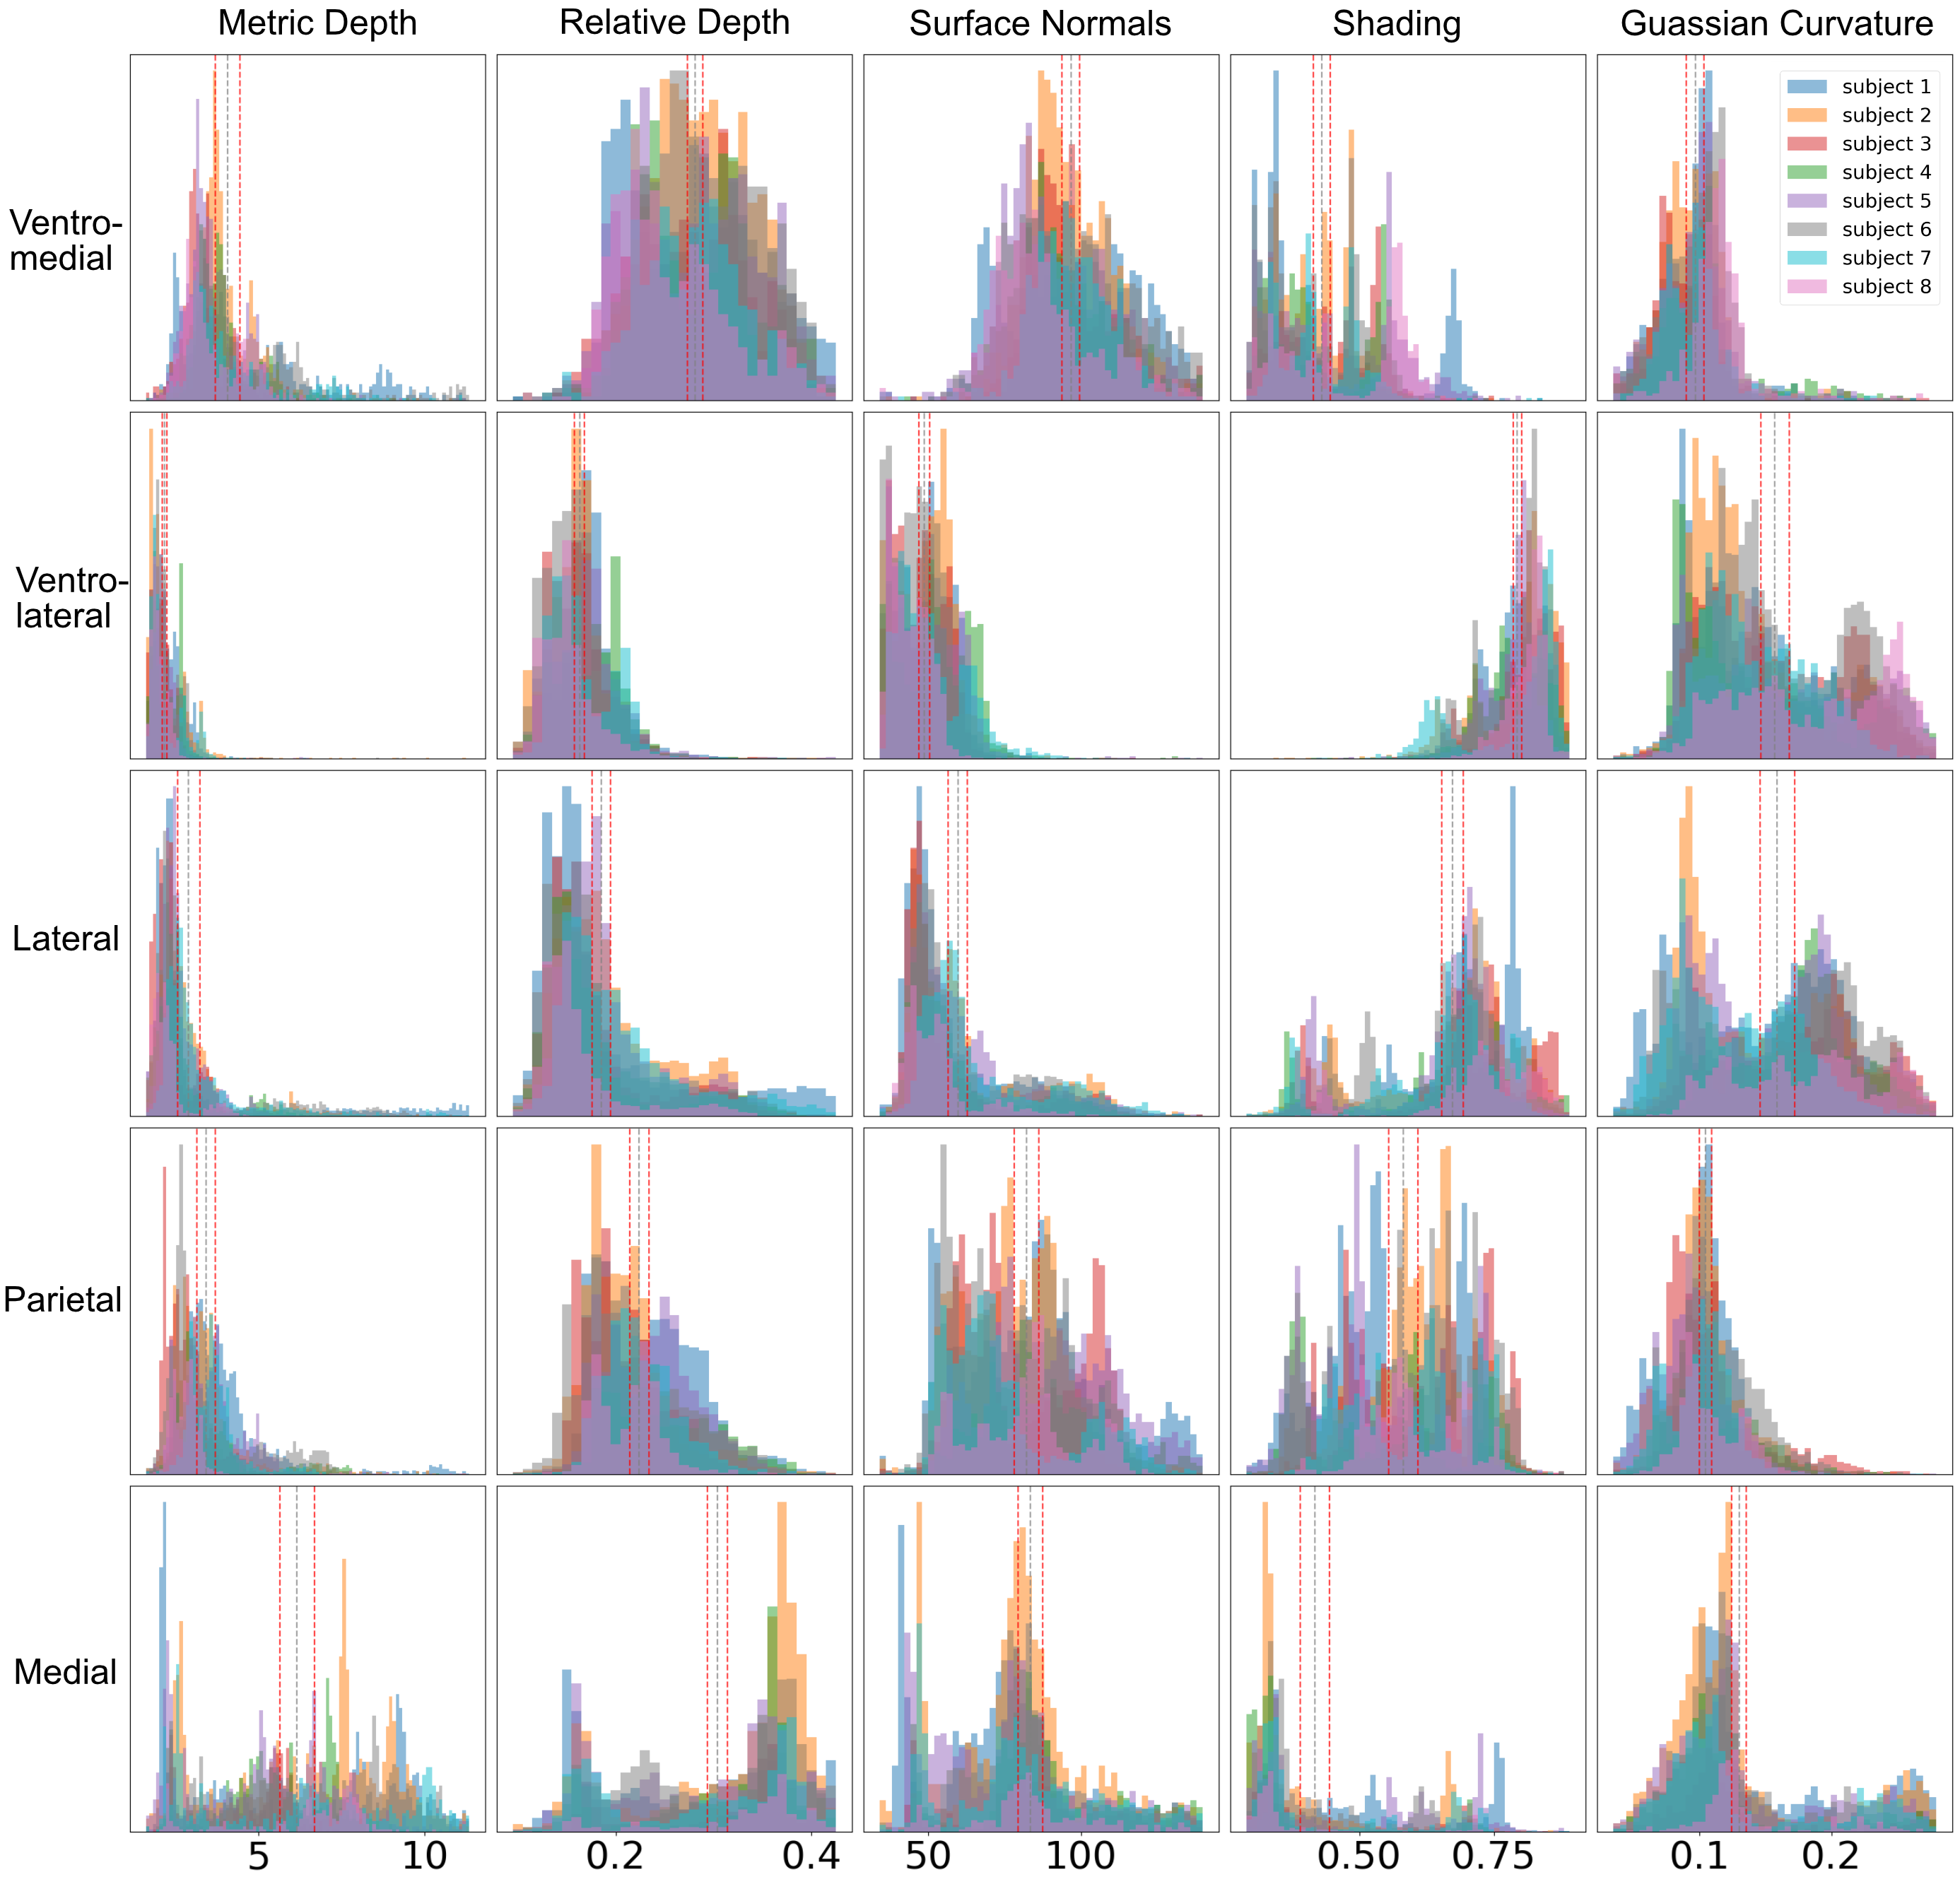 Metric Depth Relative Depth Surface Normals Shading Guassian Curvature
subject 1
subject 2
subject 3
subject 4
subject 5
subject 6
subject 7
subject 8
Ventro-
medial
Ventro-
lateral
Lateral
Parietal
Medial
5 10 0.2 0.4 50 100 0.50 0.75 0.1 0.2